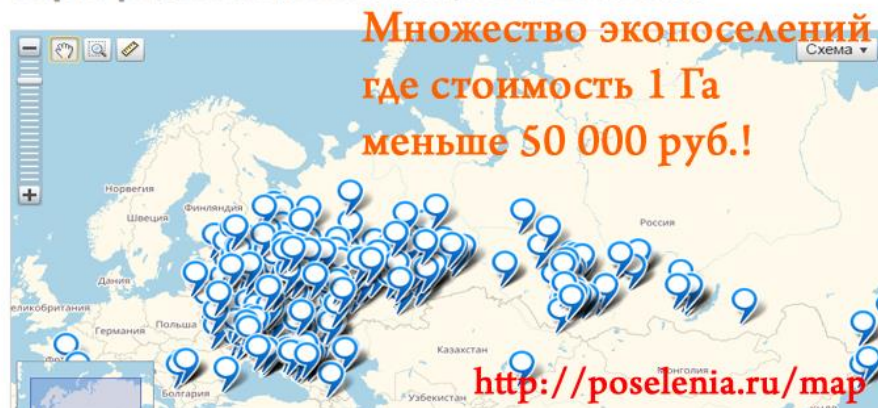 Множество экопоселений
Схема
где стоимость 1 Га
меньше 50 000 руб.!
Норвегия
Финляндия
Швеция
Россия
Дания
еликобритания
Германия
Польша
Казахстан
Монголия
Болгария
Узбекистан
http://poselenia.ru/map